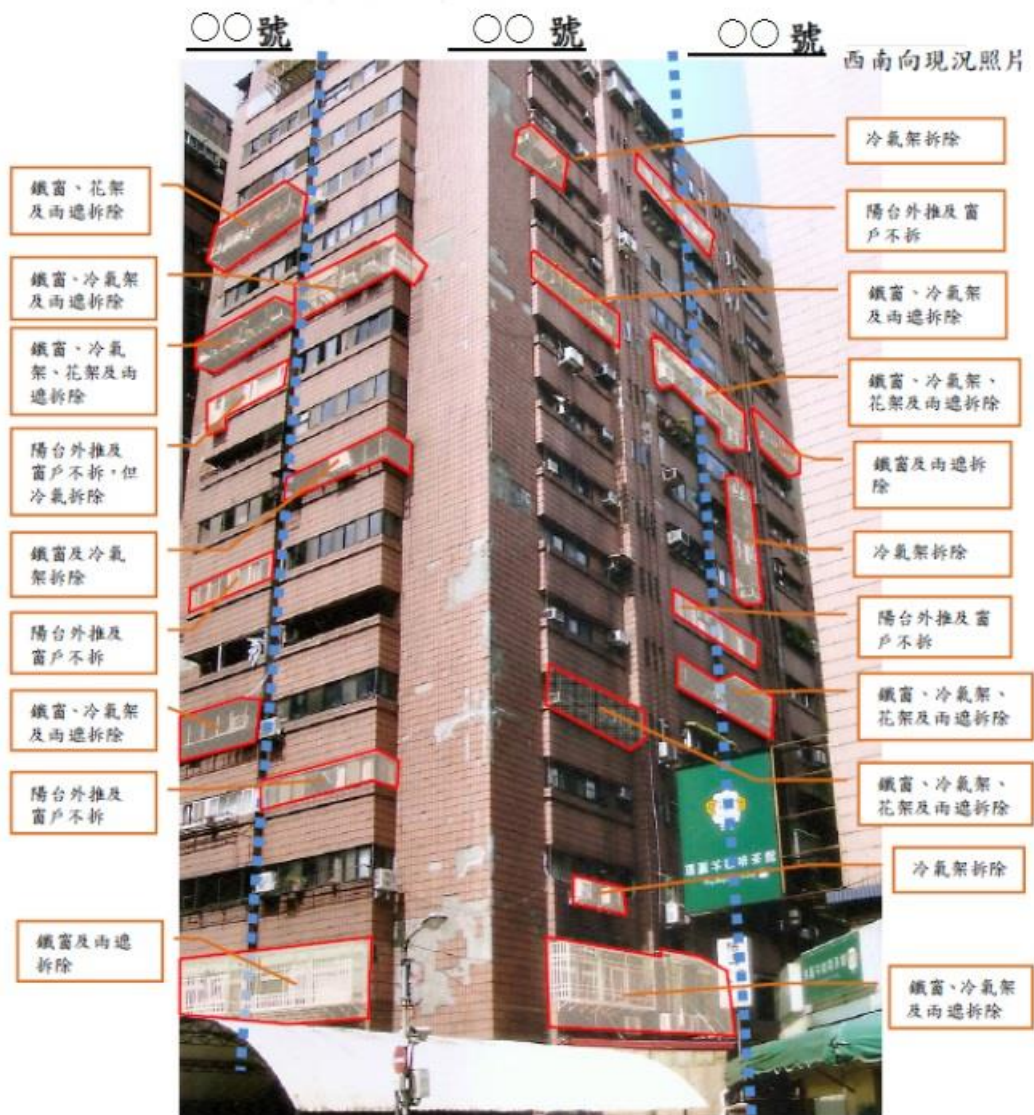 ○○號
○○ 號
○○ 號
西南向現況照片
鐵窗、花架
及雨遮拆除
鐵窗、冷氣架
及雨遮拆除
鐵窗、冷氣
架、花架及雨
遮拆除
陽台外推及
窗戶不拆，但
冷氣拆除
鐵窗及冷氣
架拆除
陽台外推及
窗戶不拆
鐵窗、冷氣架
及雨遮拆除
陽台外推及
窗戶不拆
鐵窗及雨遮
拆除
冷氣架拆除
陽台外推及窗
戶不拆
鐵窗、冷氣架
及雨遮拆除
鐵窗、冷氣架、
花架及雨遮拆除
鐵窗及雨遮拆
除
冷氣架拆除
陽台外推及窗
戶不拆
鐵窗、冷氣架、
花架及雨遮拆除
鐵窗、冷氣架、
花架及雨遮拆除
冷氣架拆除
鐵窗、冷氣架
及雨遮拆除